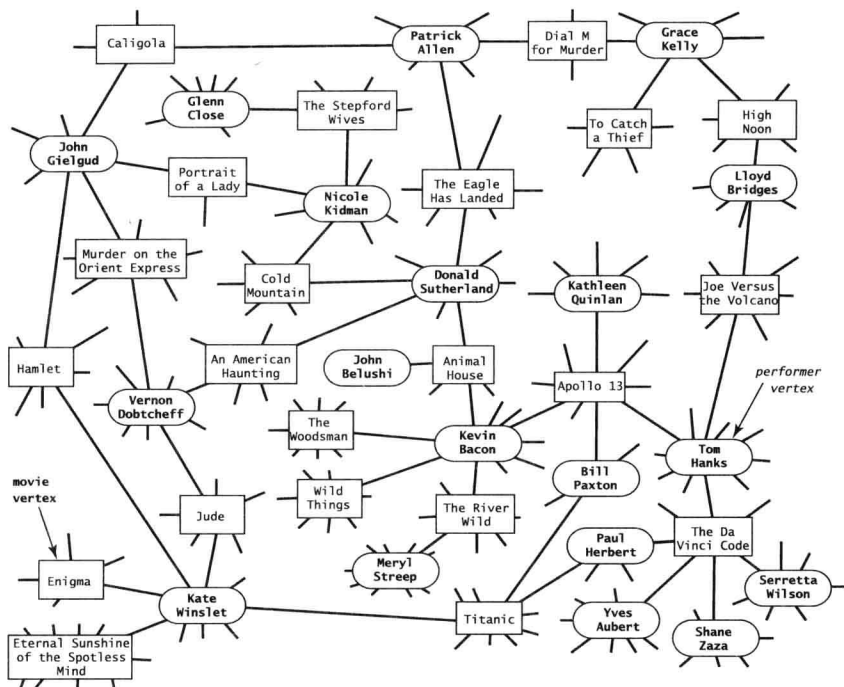 Caligola
Patrick
Allen
Dial M
for Murder
Grace
Kelly
Glenn
Close
The Stepford
Wives
To Catch
a Thief
High
Noon
John
Gielgud
Portrait
of a Lady
Nicole
Kidman
The Eagle
Has Landed
Lloyd
Bridges
Murder on the
Orient Express
Cold
Mountain
Donald
Sutherland
Kathleen
Quinlan
Joe Versus
the Volcano
Hamlet
An American
Haunting
John
Belushi
Animal
House
Apollo 13
performer
vertex
Vernon
Dobtcheff
The
Woodsman
Kevin
Bacon
Tom
Hanks
Bill
Paxton
movie
vertex
Jude
Wild
Things
The River
Wild
Paul
Herbert
The Da
Vinci Code
Enigma
Meryl
Streep
Serretta
Wilson
Kate
Winslet
Titanic
Yves
Aubert
Shane
Zaza
Eternal Sunshine
of the Spotless
Mind